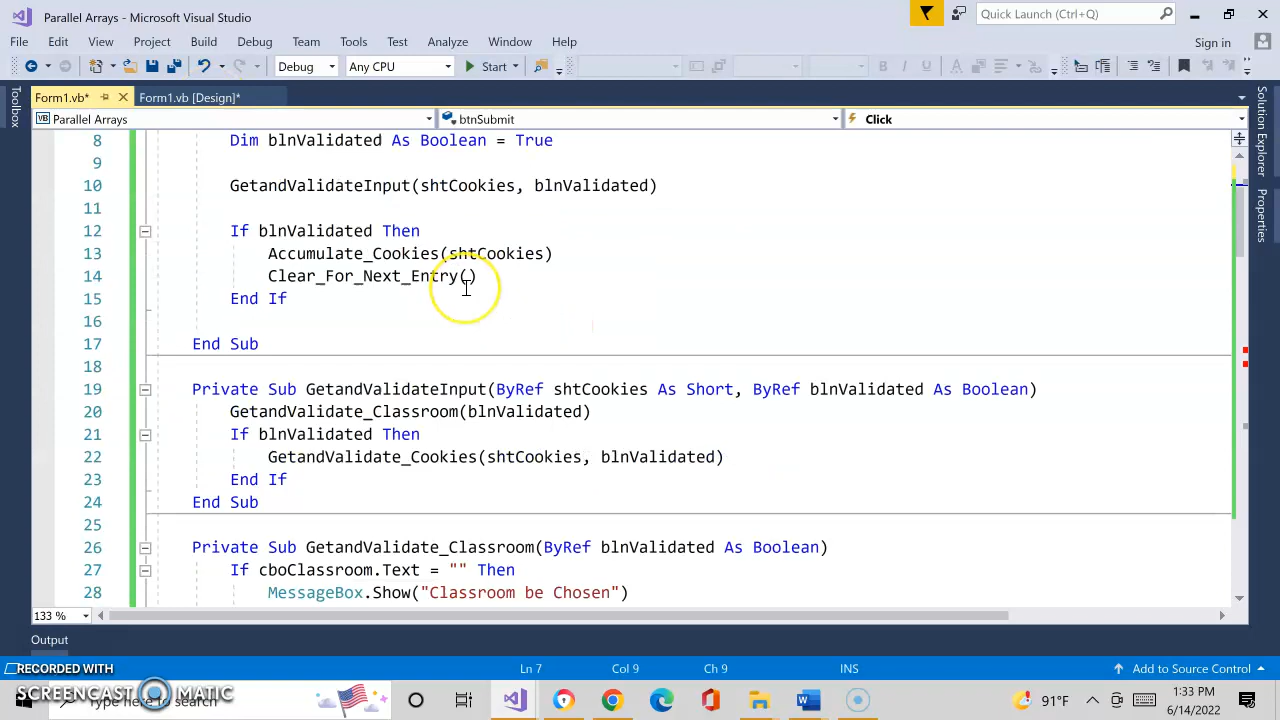 Parallel Arrays - Microsoft Visual Studio
Quick Launch (Ctrl+Q)
File Edit View Project Build Debug Team Tools Test Analyze Window Help
Sign in
Debug Any CPU Start
Form1.vb* Form1.vb [Design]*
Toolbox
Solution Explorer
Properties
VB Parallel Arrays btnSubmit Click
8 Dim blnValidated As Boolean = True
9
10 GetandValidateInput(shtCookies, blnValidated)
11
12 If blnValidated Then
13 Accumulate_Cookies(shtCookies)
14 Clear_For_Next_Entry()
15 End If
16
17 End Sub
18
19 Private Sub GetandValidateInput(ByRef shtCookies As Short, ByRef blnValidated As Boolean)
20 GetandValidate_Classroom(blnValidated)
21 If blnValidated Then
22 GetandValidate_Cookies(shtCookies, blnValidated)
23 End If
24 End Sub
25
26 Private Sub GetandValidate_Classroom(ByRef blnValidated As Boolean)
27 If cboClassroom.Text = "" Then
28 MessageBox.Show("Classroom be Chosen")
133 %
Output
Ln 7 Col 9 Ch 9 INS Add to Source Control
RECORDED WITH
SCREENCAST MATIC
Type here to search
91°F
1:33 PM
6/14/2022